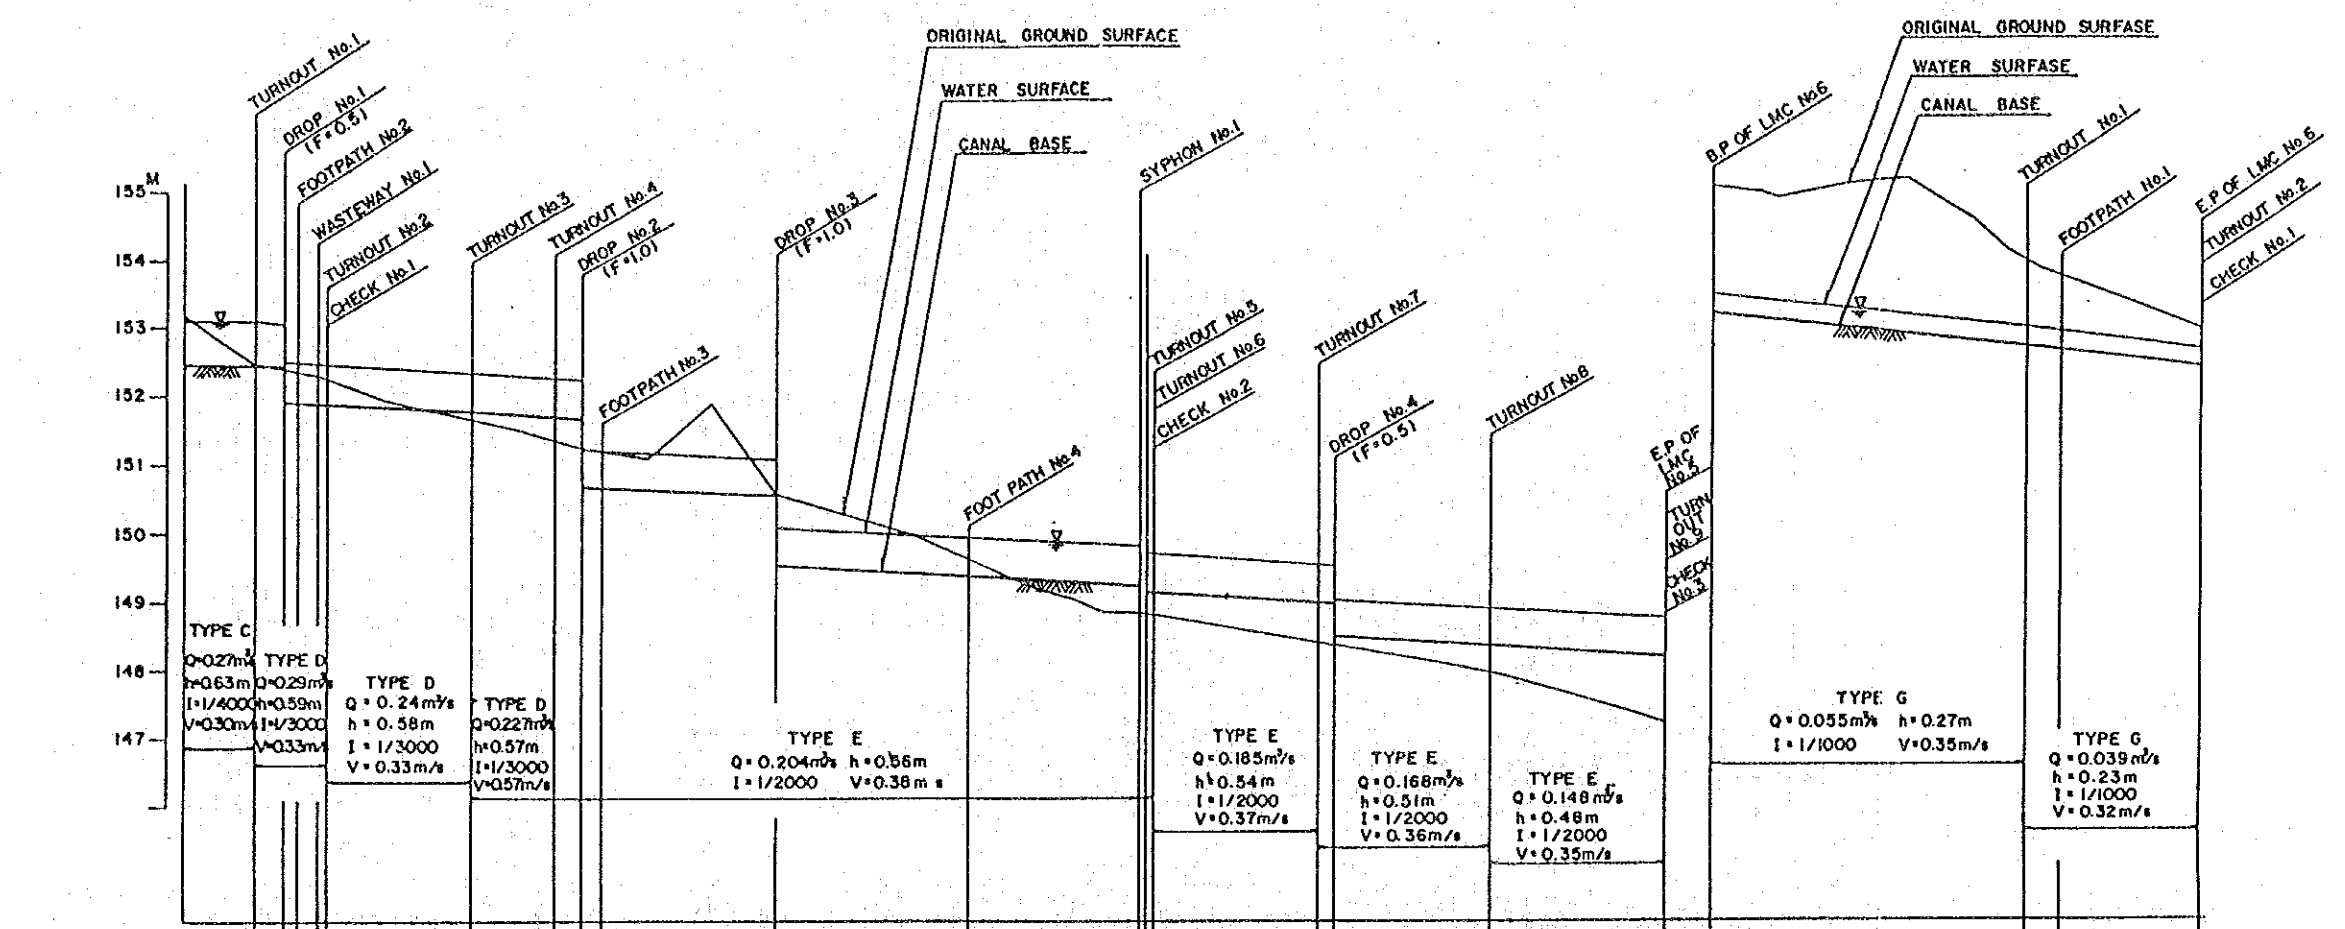 TURNOUT No.1
DROP No.1
(F=0.5)
FOOTPATH No.2
WASTEWAY No.1
TURNOUT No.2
CHECK No.1
TURNOUT No.3
TURNOUT No.4
DROP No.2
(F=1.0)
FOOTPATH No.3
DROP No.3
(F=1.0)
ORIGINAL GROUND SURFACE
WATER SURFACE
CANAL BASE
FOOT PATH No.4
SYPHON No.1
TURNOUT No.5
TURNOUT No.6
CHECK No.2
TURNOUT No.7
DROP No.4
(F=0.5)
TURNOUT No.8
E.P. OF
LMC
No.5
TURN
OUT
No.9
CHECK
No.3
B.P OF LMC No.6
ORIGINAL GROUND SURFASE
WATER SURFASE
CANAL BASE
TURNOUT No.1
FOOTPATH No.1
E.P. OF LMC No.6
TURNOUT No.2
CHECK No.1
155M
154
153
152
151
150
149
148
147
TYPE C
Q=0.27m³/s
h=0.63m
I=1/4000
V=0.30m/s
TYPE D
Q=0.29m³/s
h=0.59m
I=1/3000
V=0.33m/s
TYPE D
Q=0.24m³/s
h=0.58m
I=1/3000
V=0.33m/s
TYPE D
Q=0.227m³/s
h=0.57m
I=1/3000
V=0.57m/s
TYPE E
Q=0.204m³/s h=0.56m
I=1/2000 V=0.38m s
TYPE E
Q=0.185m³/s
h=0.54m
I=1/2000
V=0.37m/s
TYPE E
Q=0.168m³/s
h=0.51m
I=1/2000
V=0.36m/s
TYPE E
Q=0.148m³/s
h=0.48m
I=1/2000
V=0.35m/s
TYPE G
Q=0.055m³/s h=0.27m
I=1/1000 V=0.35m/s
TYPE G
Q=0.039m³/s
h=0.23m
I=1/1000
V=0.32m/s